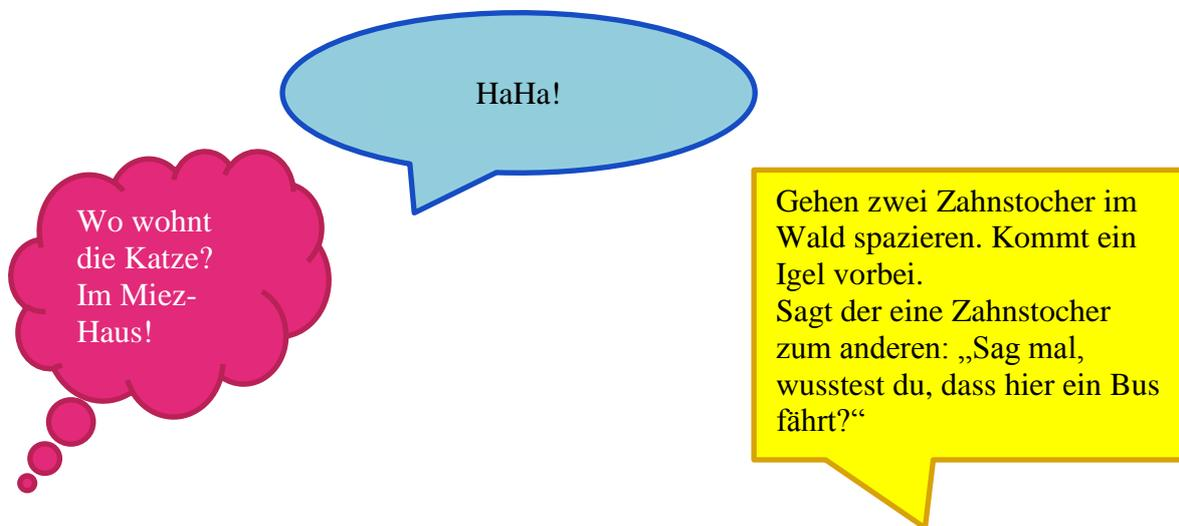 HaHa!
Wo wohnt
die Katze?
Im Miez-
Haus!
Gehen zwei Zahnstocher im
Wald spazieren. Kommt ein
Igel vorbei.
Sagt der eine Zahnstocher
zum anderen: „Sag mal,
wusstest du, dass hier ein Bus
fährt?“